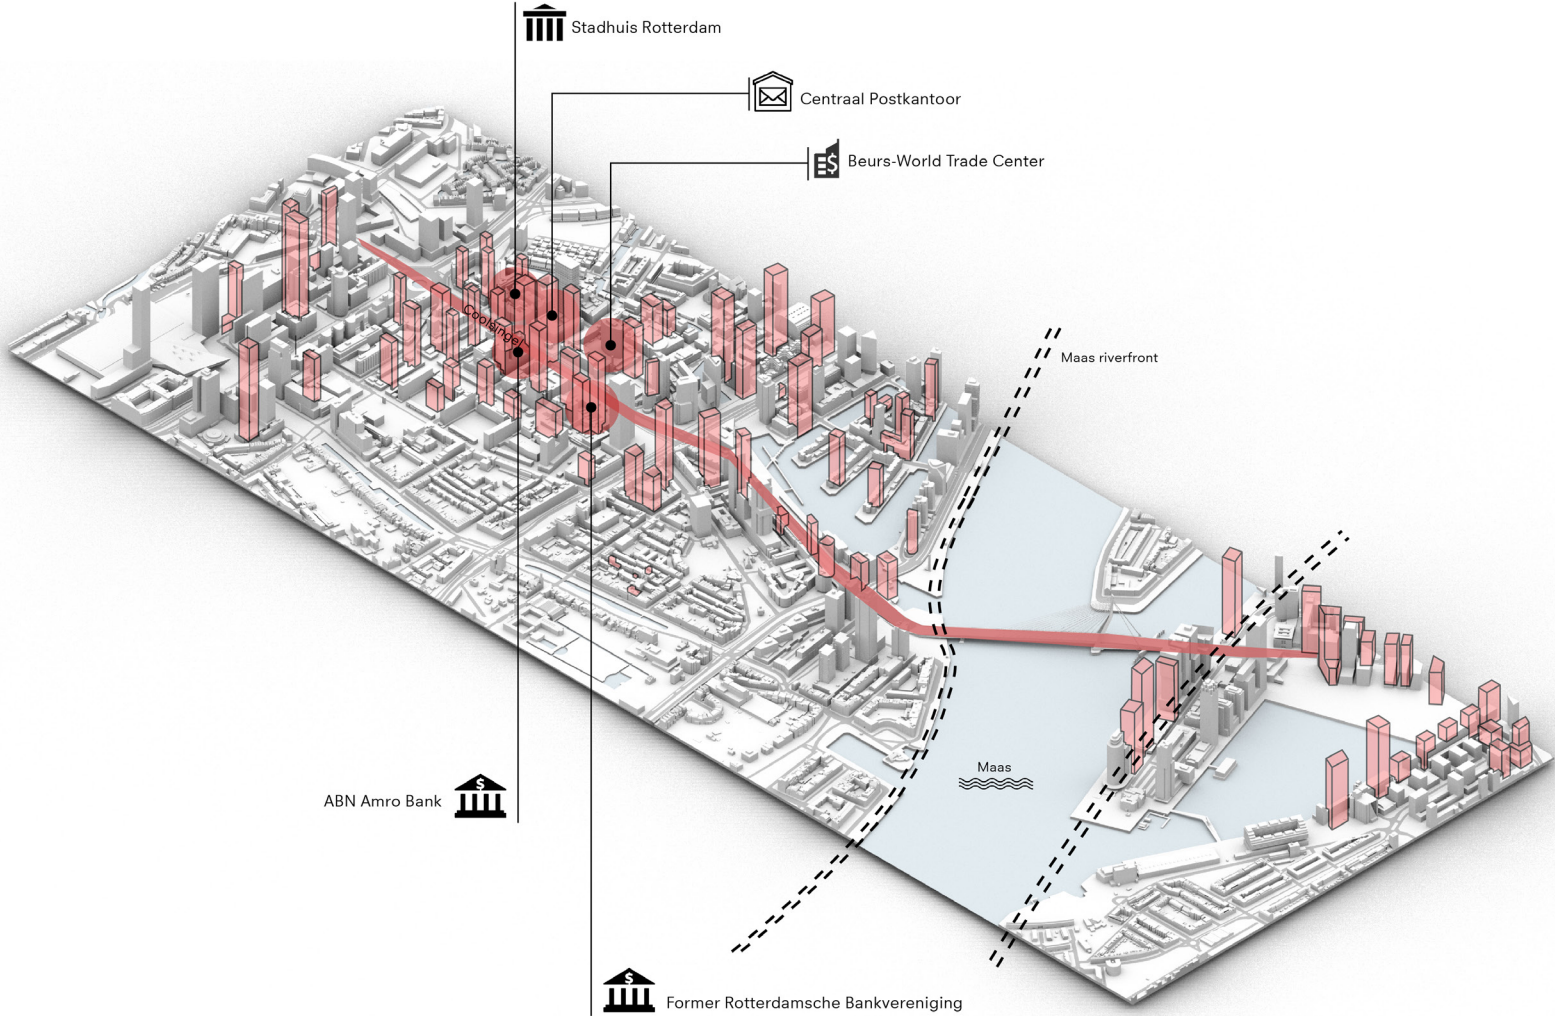 Stadhuis Rotterdam
Centraal Postkantoor
Beurs-World Trade Center
Coolsingel
Maas riverfront
Maas
ABN Amro Bank
Former Rotterdamsche Bankvereniging